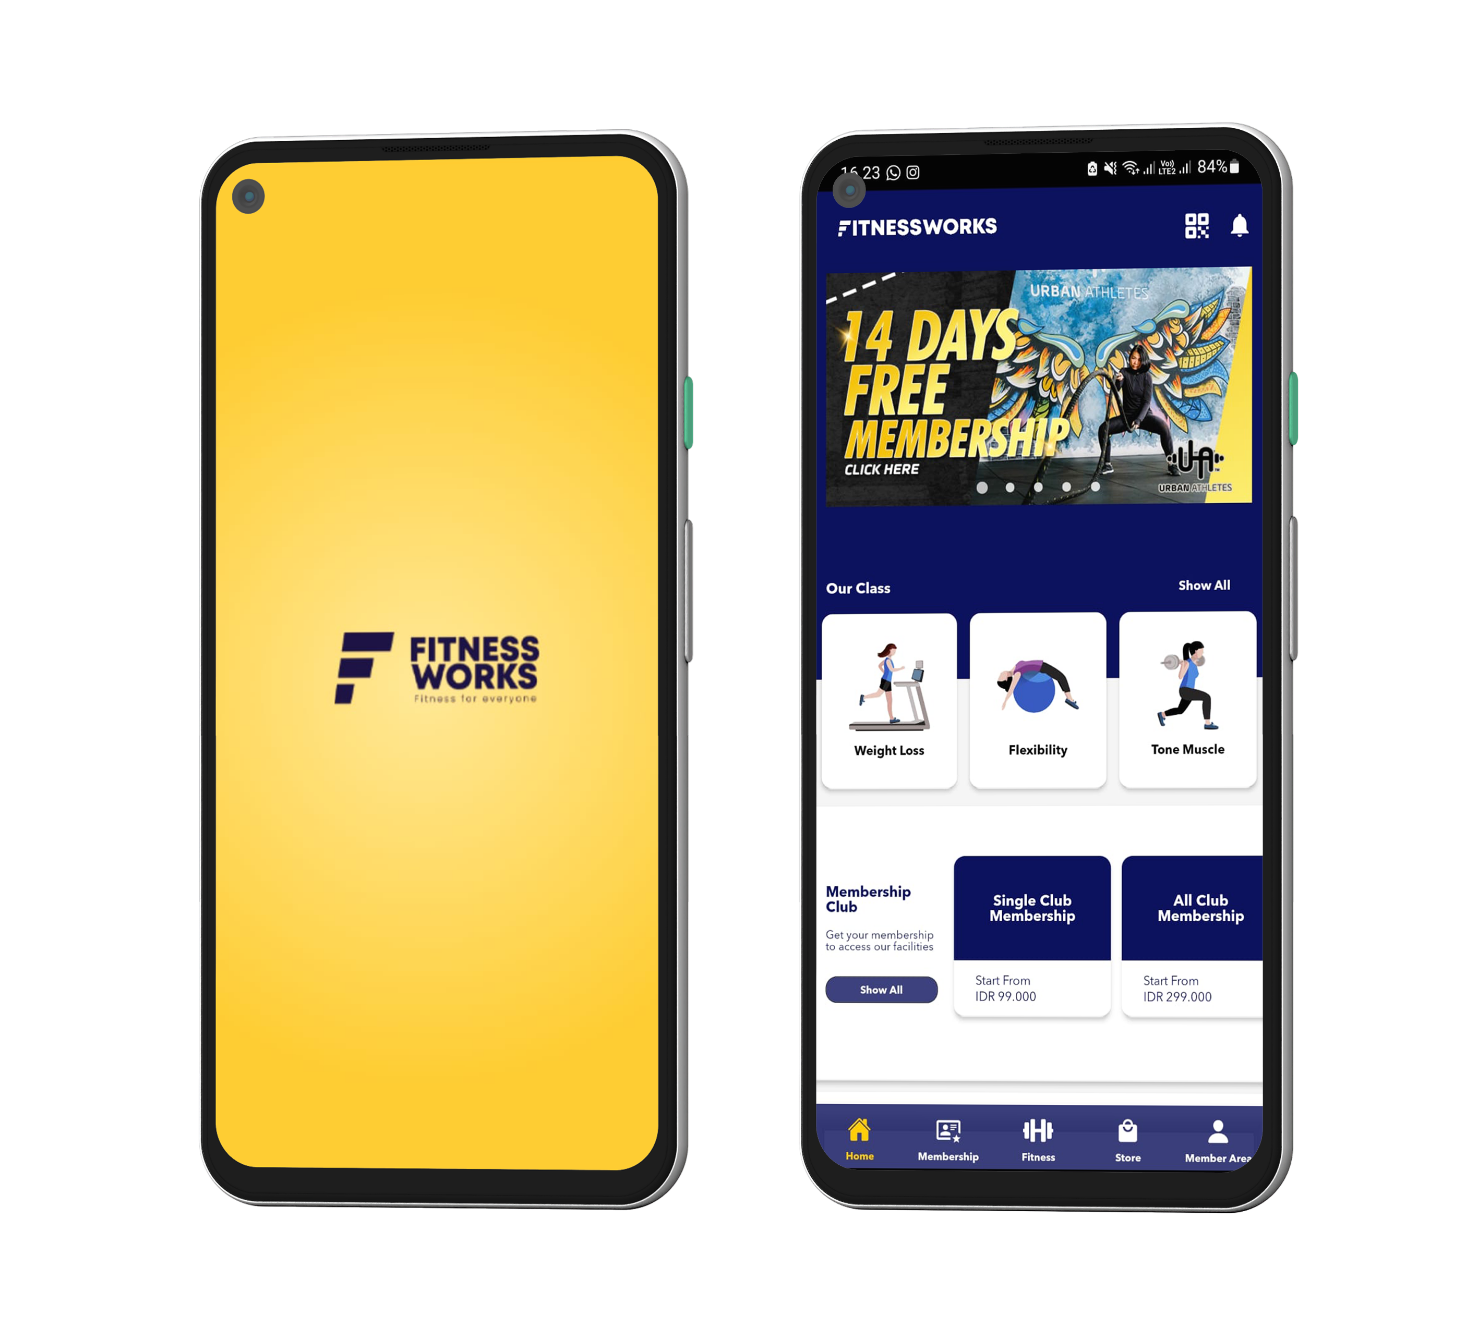 FITNESS
WORKS
Fitness for everyone
16.23
Vo))
LTE2
84%
FITNESSWORKS
URBAN ATHLETES
14 DAYS
FREE
MEMBERSHIP
CLICK HERE
UA
URBAN ATHLETES
Our Class
Show All
Weight Loss
Flexibility
Tone Muscle
Membership
Club
Get your membership
to access our facilities
Show All
Single Club
Membership
Start From
IDR 99.000
All Club
Membership
Start From
IDR 299.000
Home
Membership
Fitness
Store
Member Area